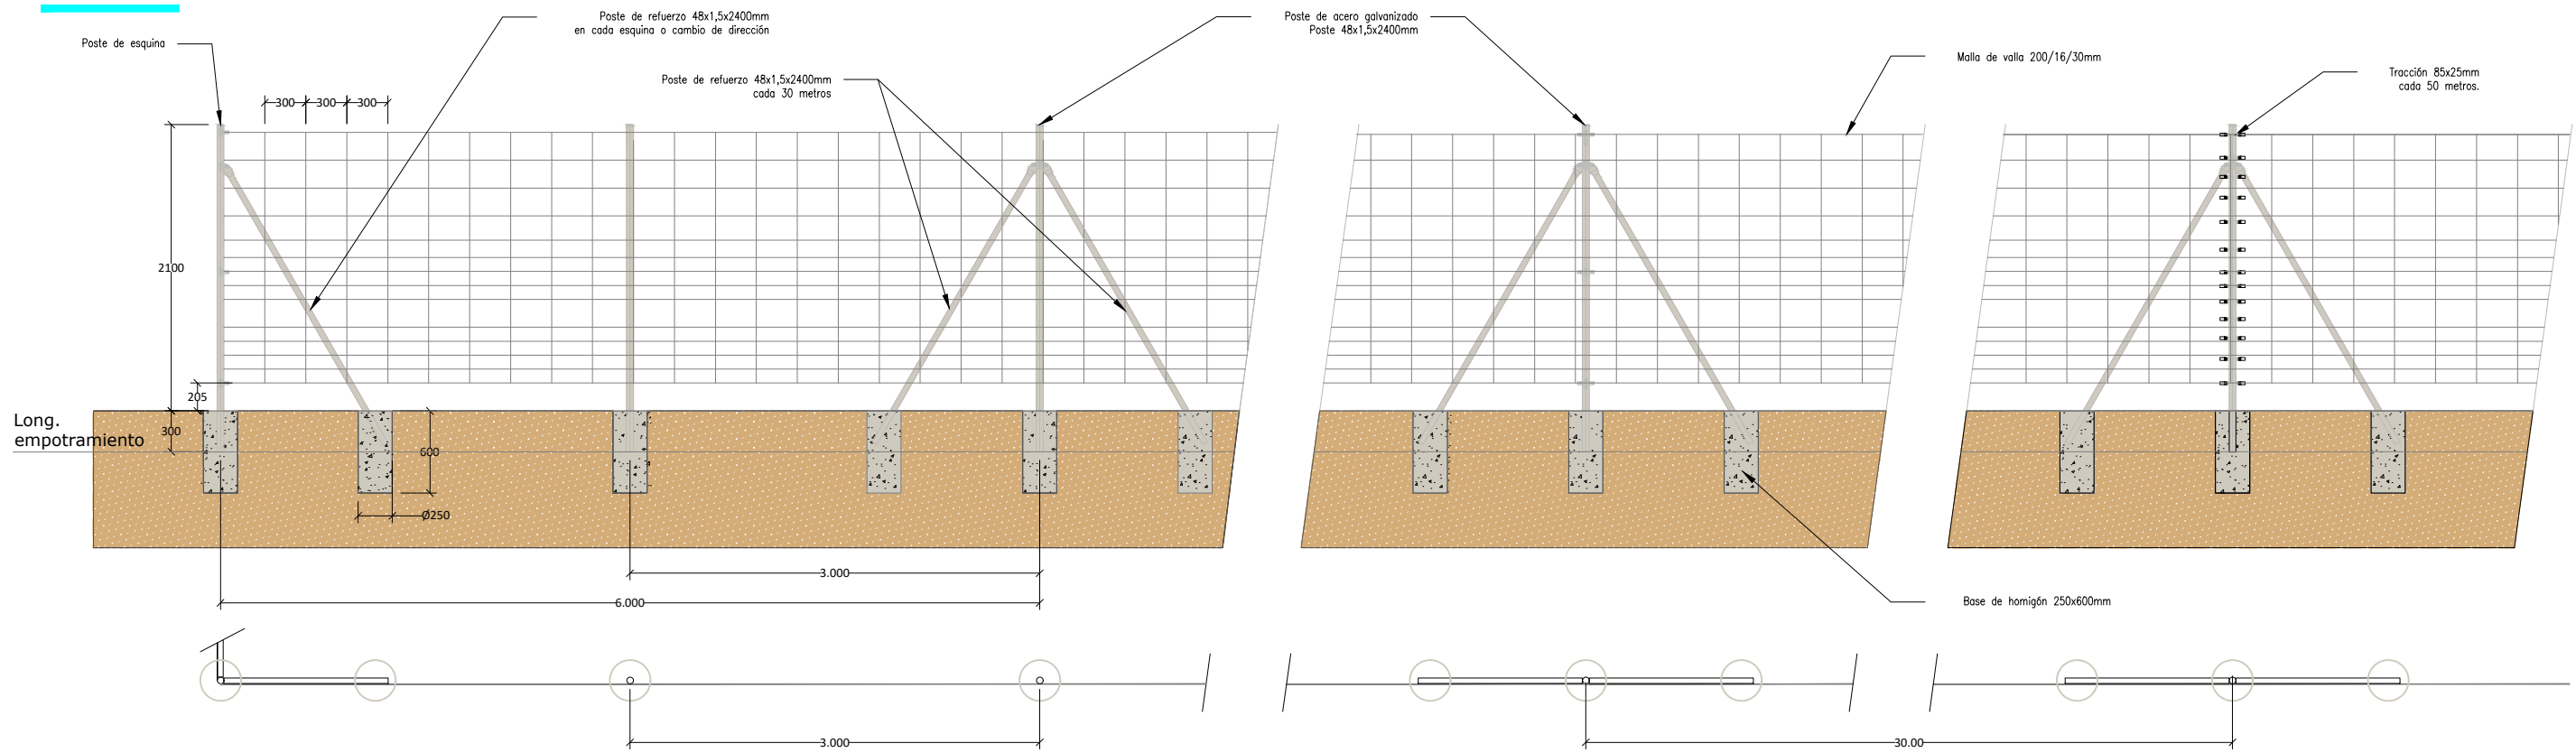 Poste de esquina
Poste de refuerzo 48x1,5x2400mm
en cada esquina o cambio de dirección
Poste de refuerzo 48x1,5x2400mm
cada 30 metros
Poste de acero galvanizado
Poste 48x1,5x2400mm
Malla de valla 200/16/30mm
Tracción 85x25mm
cada 50 metros.
300
300
300
2100
205
Long.
empotramiento
300
600
Ø250
3.000
6.000
Base de homigón 250x600mm
3.000
30.00